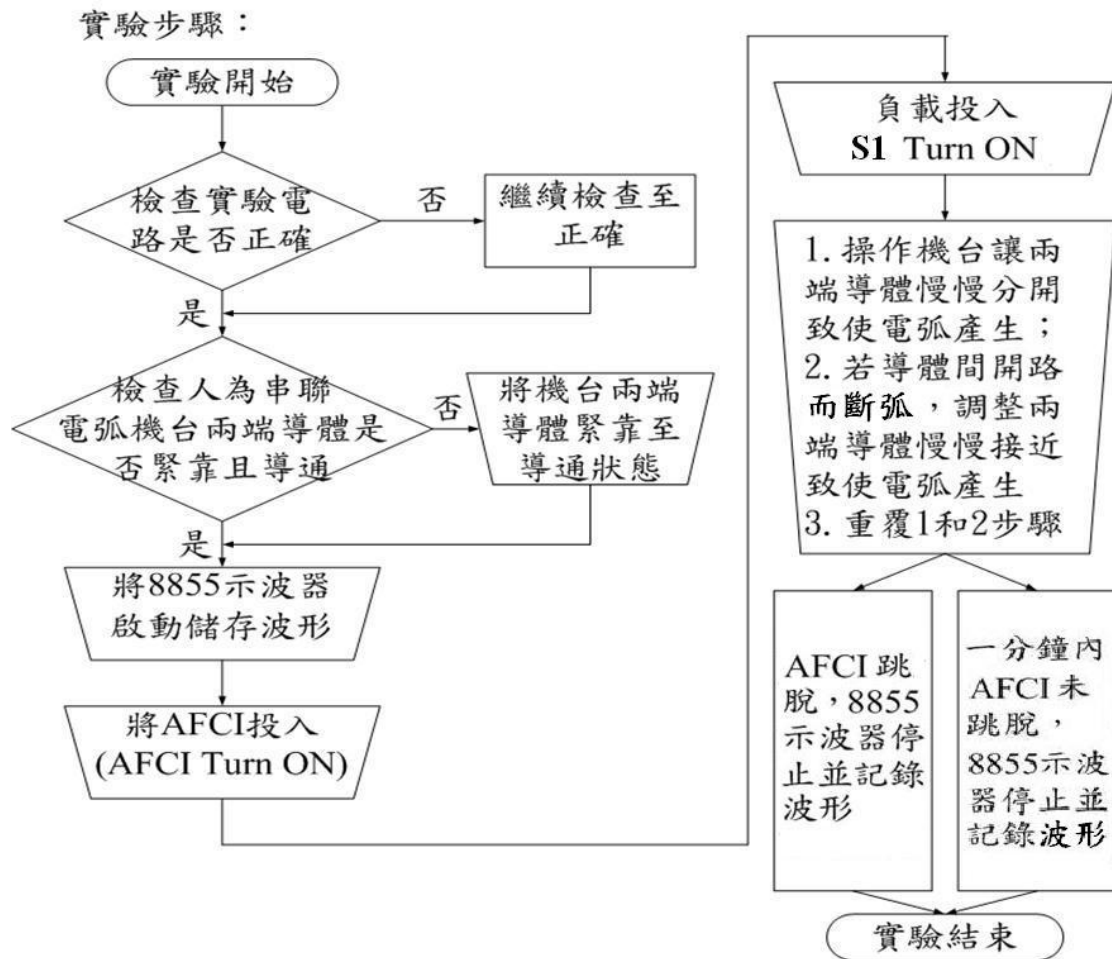 實驗步驟：
實驗開始
檢查實驗電
路是否正確
否
繼續檢查至
正確
是
檢查人為串聯
電弧機台兩端導體是
否緊靠且導通
否
將機台兩端
導體緊靠至
導通狀態
是
將8855示波器
啟動儲存波形
將AFCI投入
(AFCI Turn ON)
負載投入
S1 Turn ON
1. 操作機台讓兩
端導體慢慢分開
致使電弧產生；
2. 若導體間開路
而斷弧，調整兩
端導體慢慢接近
致使電弧產生
3. 重覆1和2步驟
AFCI 跳
脫，8855
示波器停
止並記錄
波形
一分鐘內
AFCI 未
跳脫，
8855示波
器停止並
記錄波形
實驗結束